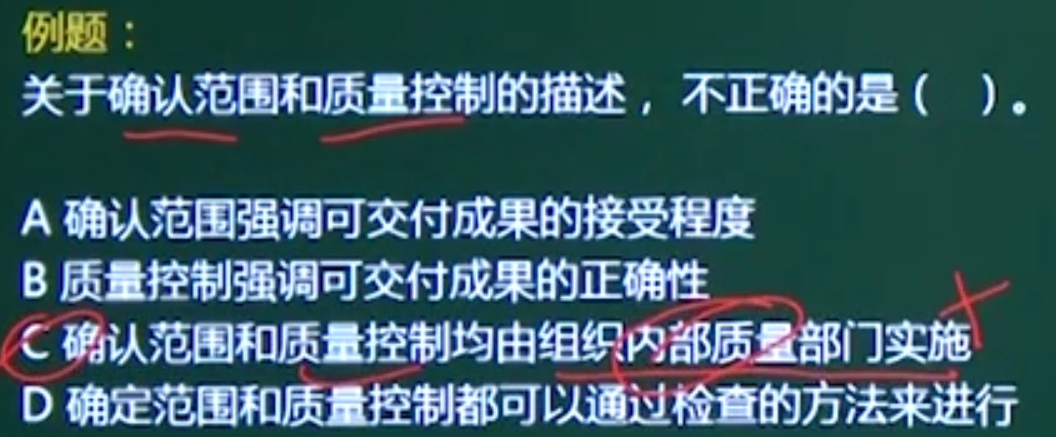 例题：
关于确认范围和质量控制的描述，不正确的是（ ）。
A 确认范围强调可交付成果的接受程度
B 质量控制强调可交付成果的正确性
C 确认范围和质量控制均由组织内部质量部门实施
D 确定范围和质量控制都可以通过检查的方法来进行